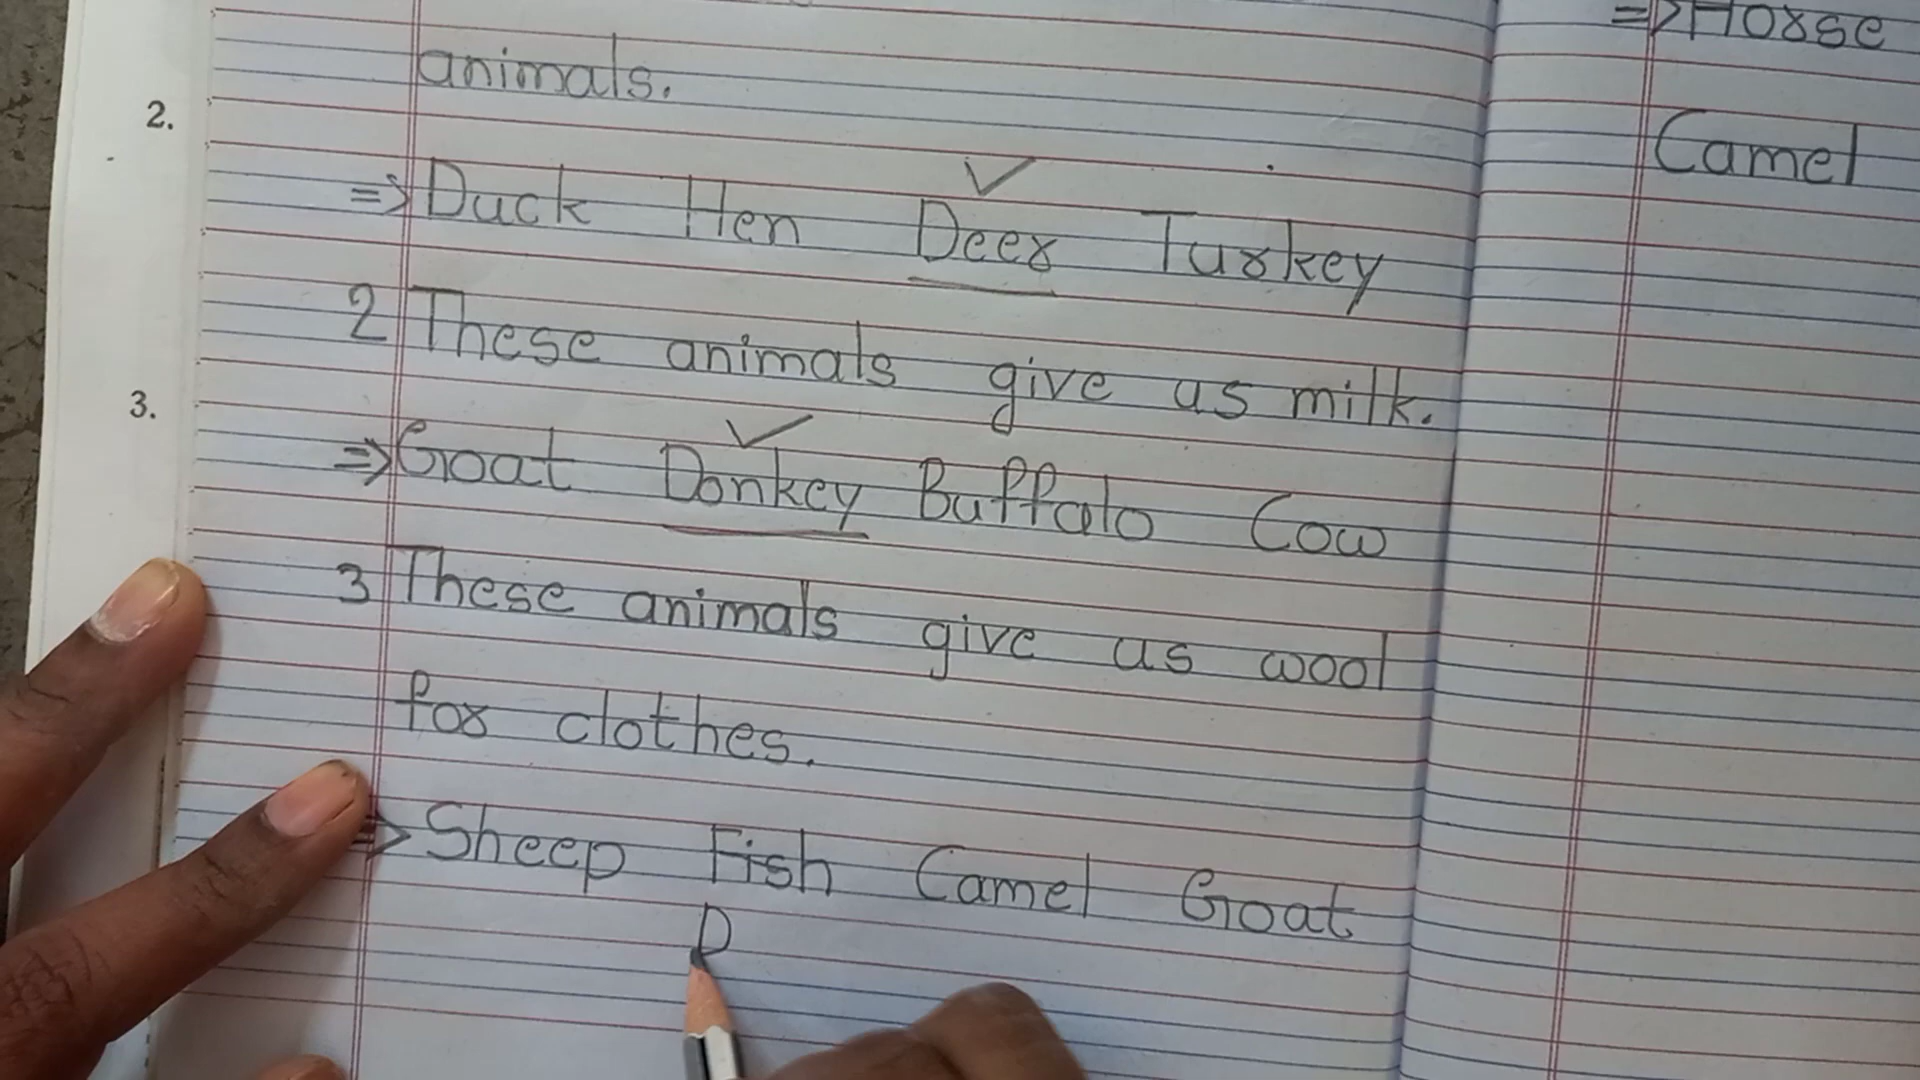 animals.
2.
=> Duck Hen Deer Turkey
2 These animals give us milk.
3.
=> Goat Donkey Buffalo Cow
3 These animals give us wool
for clothes.
=> Sheep Fish Camel Goat
D
=> Horse
Camel